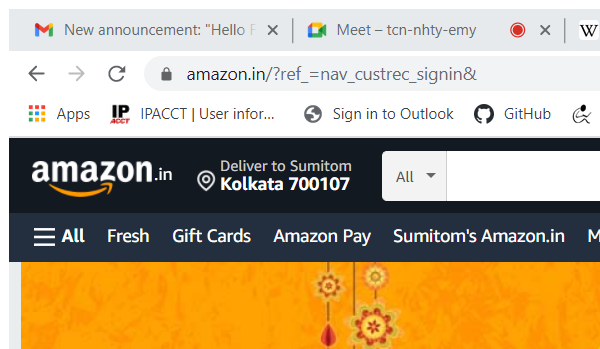 New announcement: "Hello F
Meet – tcn-nhty-emy
W
amazon.in/?ref_=nav_custrec_signin&
Apps
IP
ACCT
IPACCT | User infor...
Sign in to Outlook
GitHub
amazon.in
Deliver to Sumitom
Kolkata 700107
All
All
Fresh
Gift Cards
Amazon Pay
Sumitom's Amazon.in
M